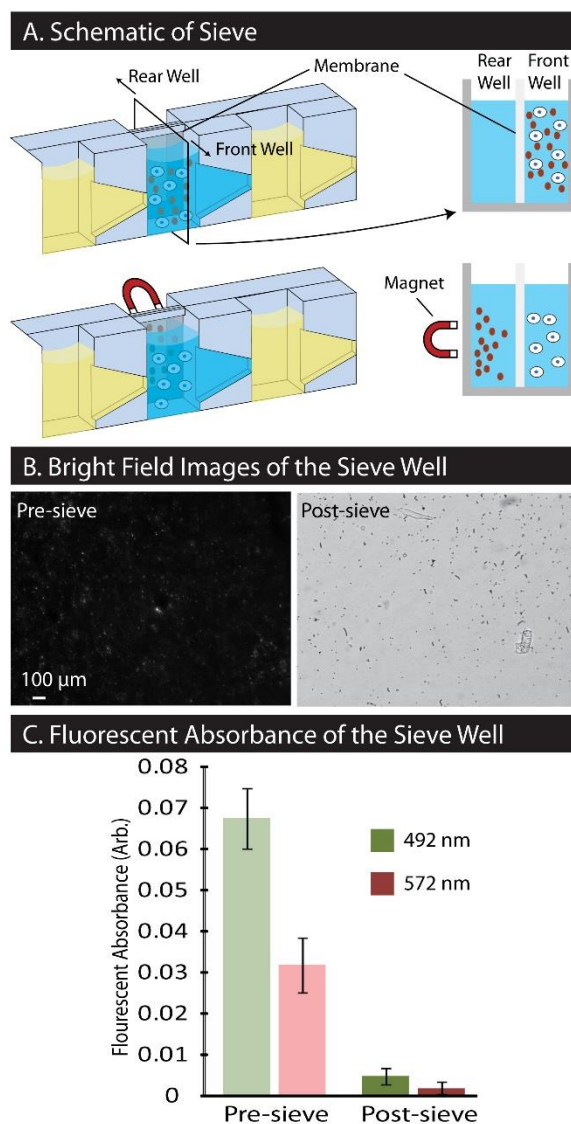 A. Schematic of Sieve
Rear Well
Membrane
Front Well
Rear Front
Well Well
Magnet
B. Bright Field Images of the Sieve Well
Pre-sieve
Post-sieve
100 μm
C. Fluorescent Absorbance of the Sieve Well
Flourescent Absorbance (Arb.)
0.08
0.07
0.06
0.05
0.04
0.03
0.02
0.01
0
492 nm
572 nm
Pre-sieve
Post-sieve